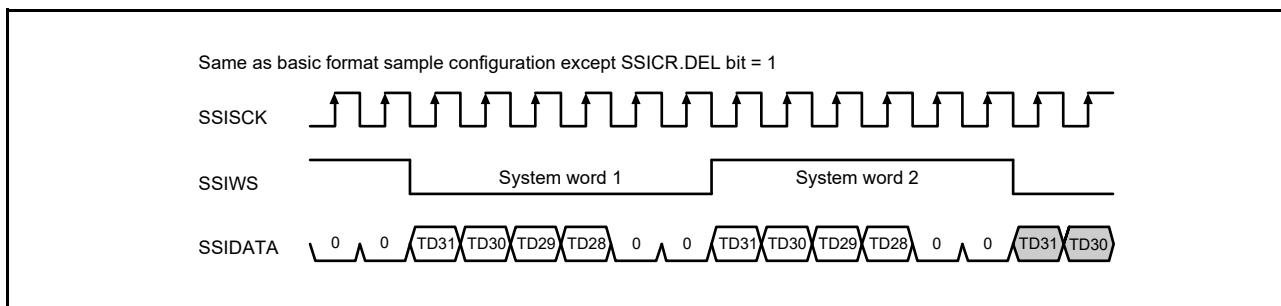 Same as basic format sample configuration except SSICR.DEL bit = 1
SSISCK
SSIWS System word 1 System word 2
SSIDATA 0 0 TD31 TD30 TD29 TD28 0 0 TD31 TD30 TD29 TD28 0 0 TD31 TD30